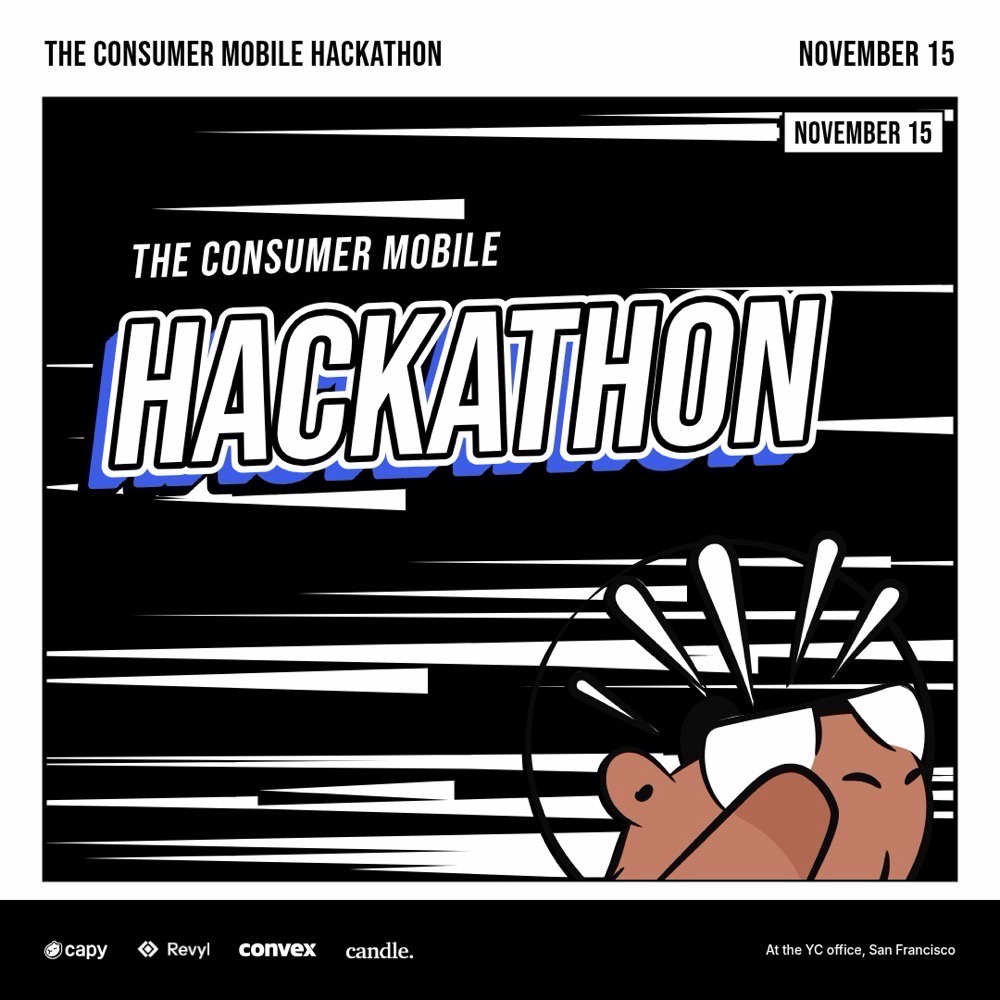 THE CONSUMER MOBILE HACKATHON
NOVEMBER 15
NOVEMBER 15
THE CONSUMER MOBILE
HACKATHON
capy
Revyl
convex
candle.
At the YC office, San Francisco